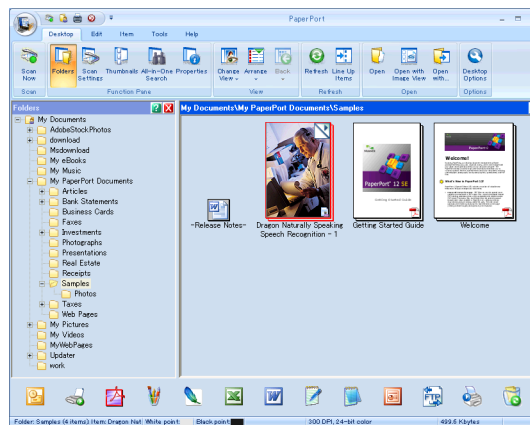 PaperPort
Desktop Edit Item Tools Help
Scan Now
Folders
Scan Settings
Thumbnails
All-in-One Search
Properties
Change View
Arrange
Back
Refresh
Line Up Items
Open
Open with Image View
Open with...
Desktop Options
Scan Function Pane View Refresh Open Options
Folders
My Documents\My PaperPort Documents\Samples
My Documents
AdobeStockPhotos
download
Msdownload
My eBooks
My Music
My PaperPort Documents
Articles
Bank Statements
Business Cards
Faxes
Investments
Photographs
Presentations
Real Estate
Receipts
Samples
Photos
Taxes
Web Pages
My Pictures
My Videos
MyWebPages
Updater
work
PaperPort 12 SE
Getting Started Guide
Welcome!
-Release Notes-
Dragon Naturally Speaking
Speech Recognition - 1
Getting Started Guide
Welcome
FTP
Folder: Samples (4 items) Item: Dragon Nat White point: Black point: 300 DPI, 24-bit color 499.6 Kbytes